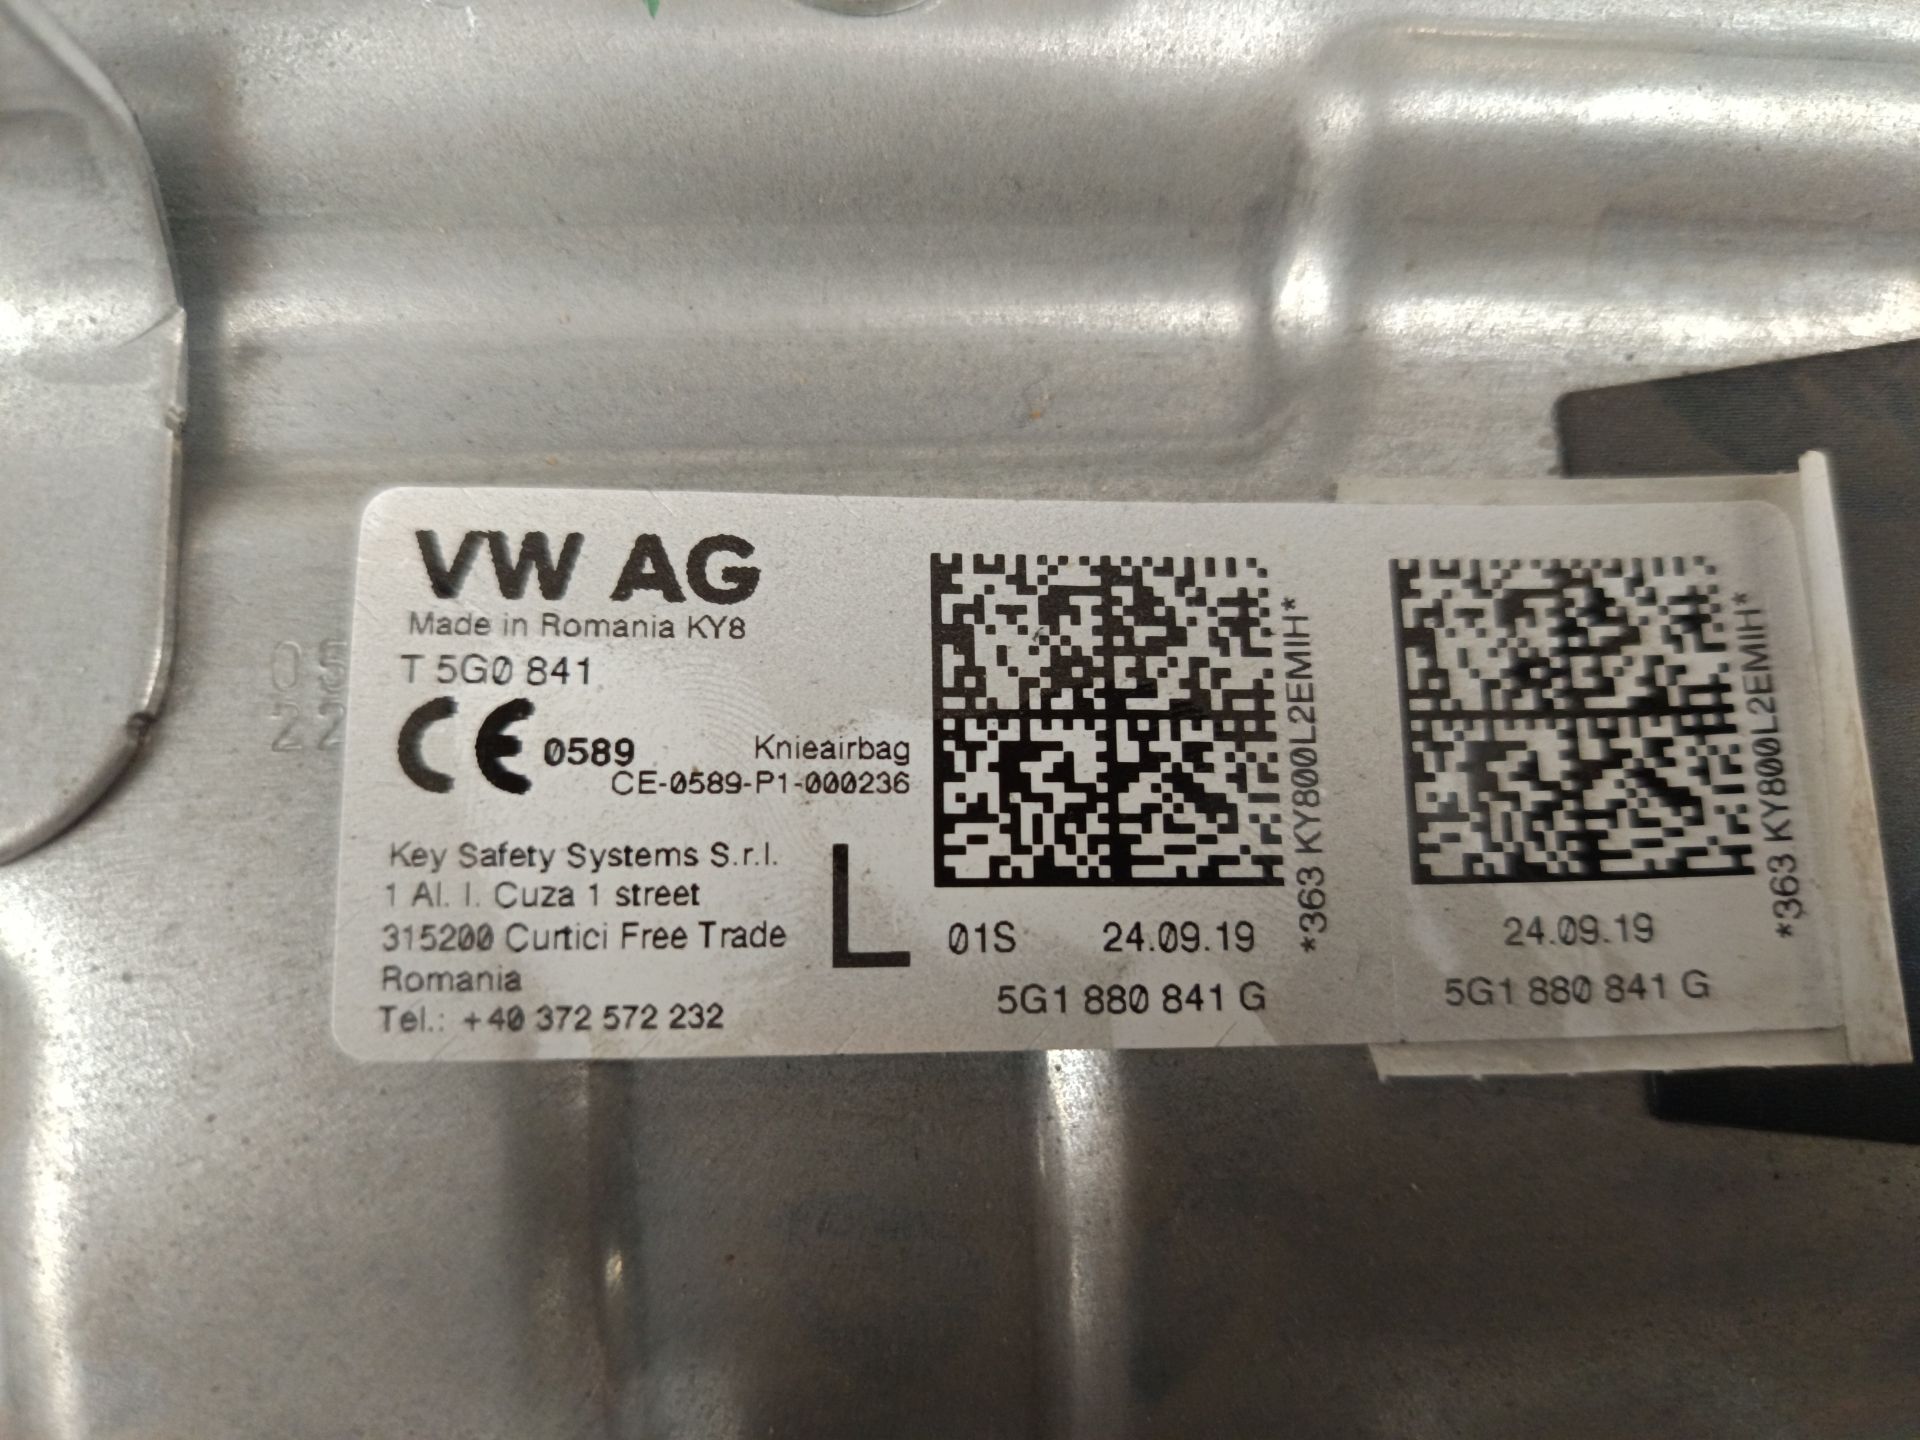 VW AG
Made in Romania KY8
T 5G0 841
CE 0589
Knieairbag
CE-0589-P1-000236
Key Safety Systems S.r.l.
1 Al. I. Cuza 1 street
315200 Curtici Free Trade
Romania
Tel.: +40 372 572 232
L
01S 24.09.19
5G1 880 841 G
*363 KY800L2EMIH*
24.09.19
5G1 880 841 G
*363 KY800L2EMIH*
22